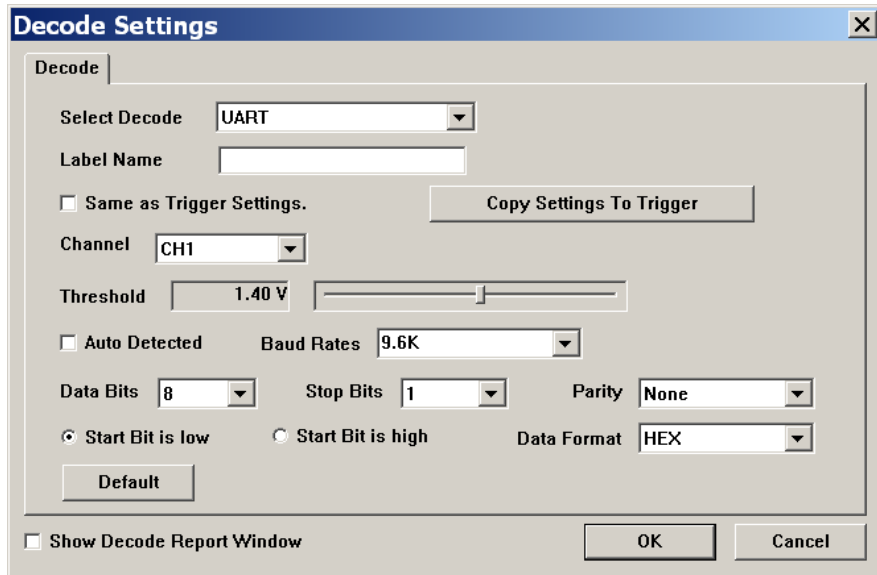 Decode Settings
Decode
Select Decode UART
Label Name
Same as Trigger Settings. Copy Settings To Trigger
Channel CH1
Threshold 1.40 V
Auto Detected Baud Rates 9.6K
Data Bits 8 Stop Bits 1 Parity None
Start Bit is low Start Bit is high Data Format HEX
Default
Show Decode Report Window OK Cancel